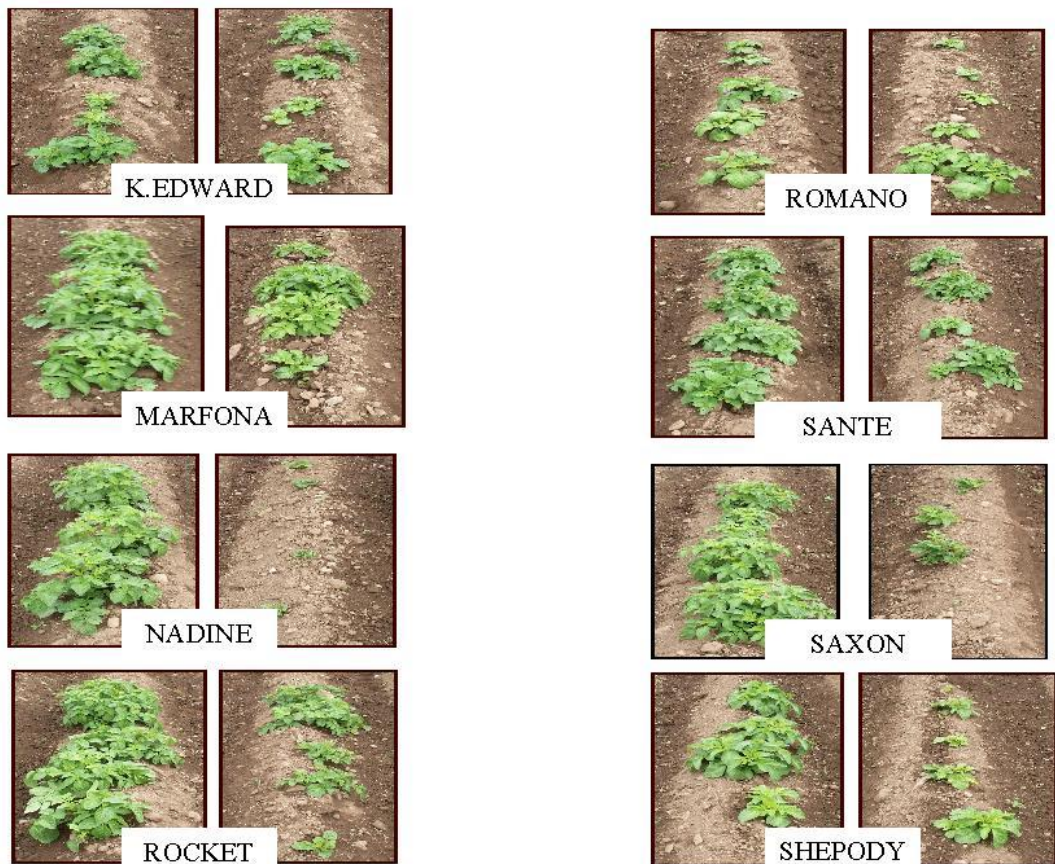 K.EDWARD
MARFONA
NADINE
ROCKET
ROMANO
SANTE
SAXON
SHEPODY